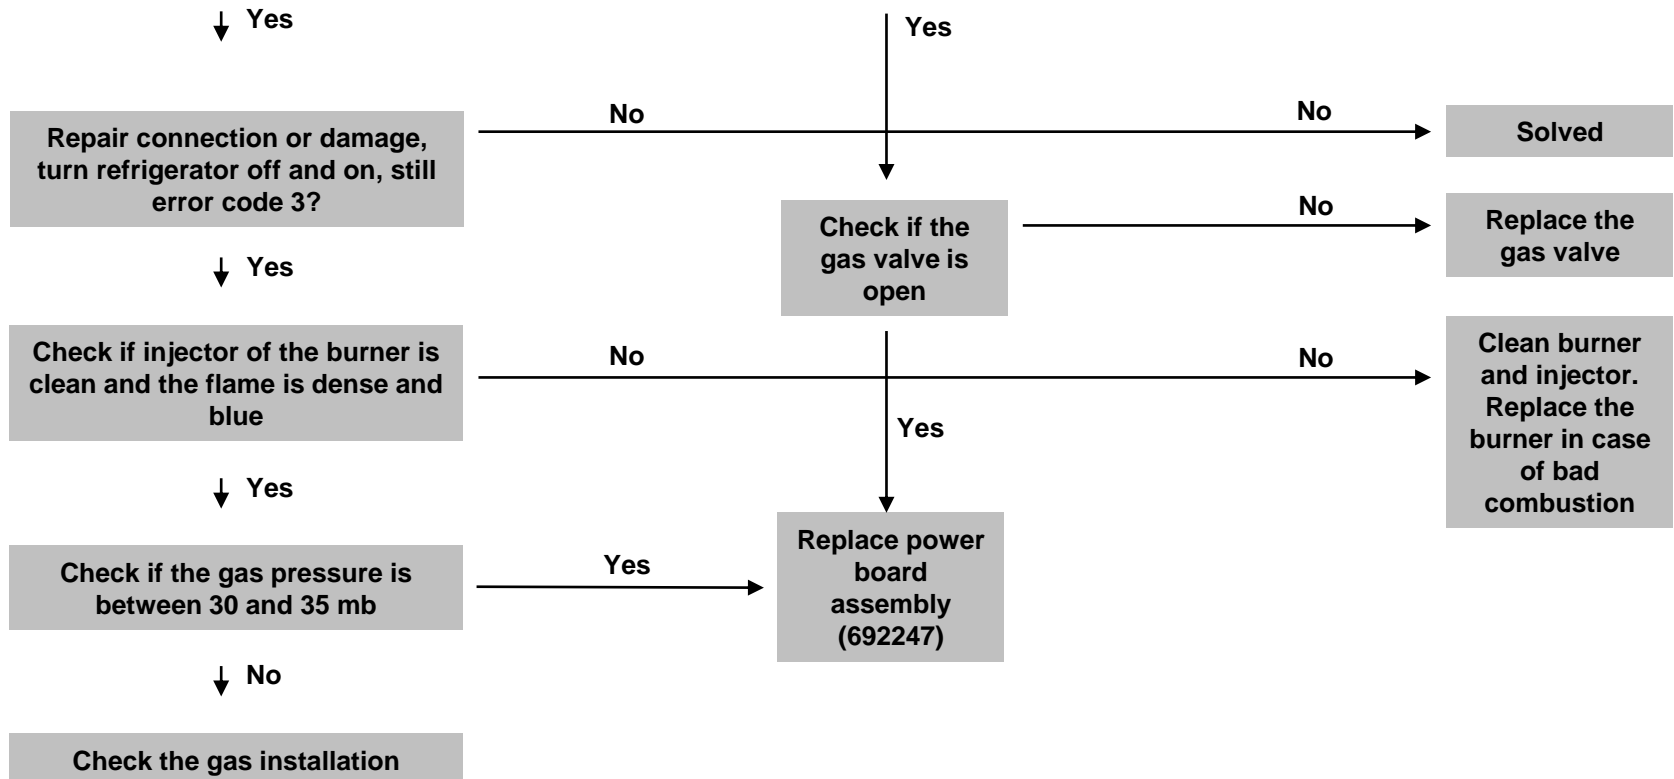 Yes
Yes
No
No
Repair connection or damage,
turn refrigerator off and on, still
error code 3?
Solved
Check if the
gas valve is
open
No
Replace the
gas valve
Yes
Check if injector of the burner is
clean and the flame is dense and
blue
No
No
Clean burner
and injector.
Replace the
burner in case
of bad
combustion
Yes
Yes
Check if the gas pressure is
between 30 and 35 mb
Yes
Replace power
board
assembly
(692247)
No
Check the gas installation